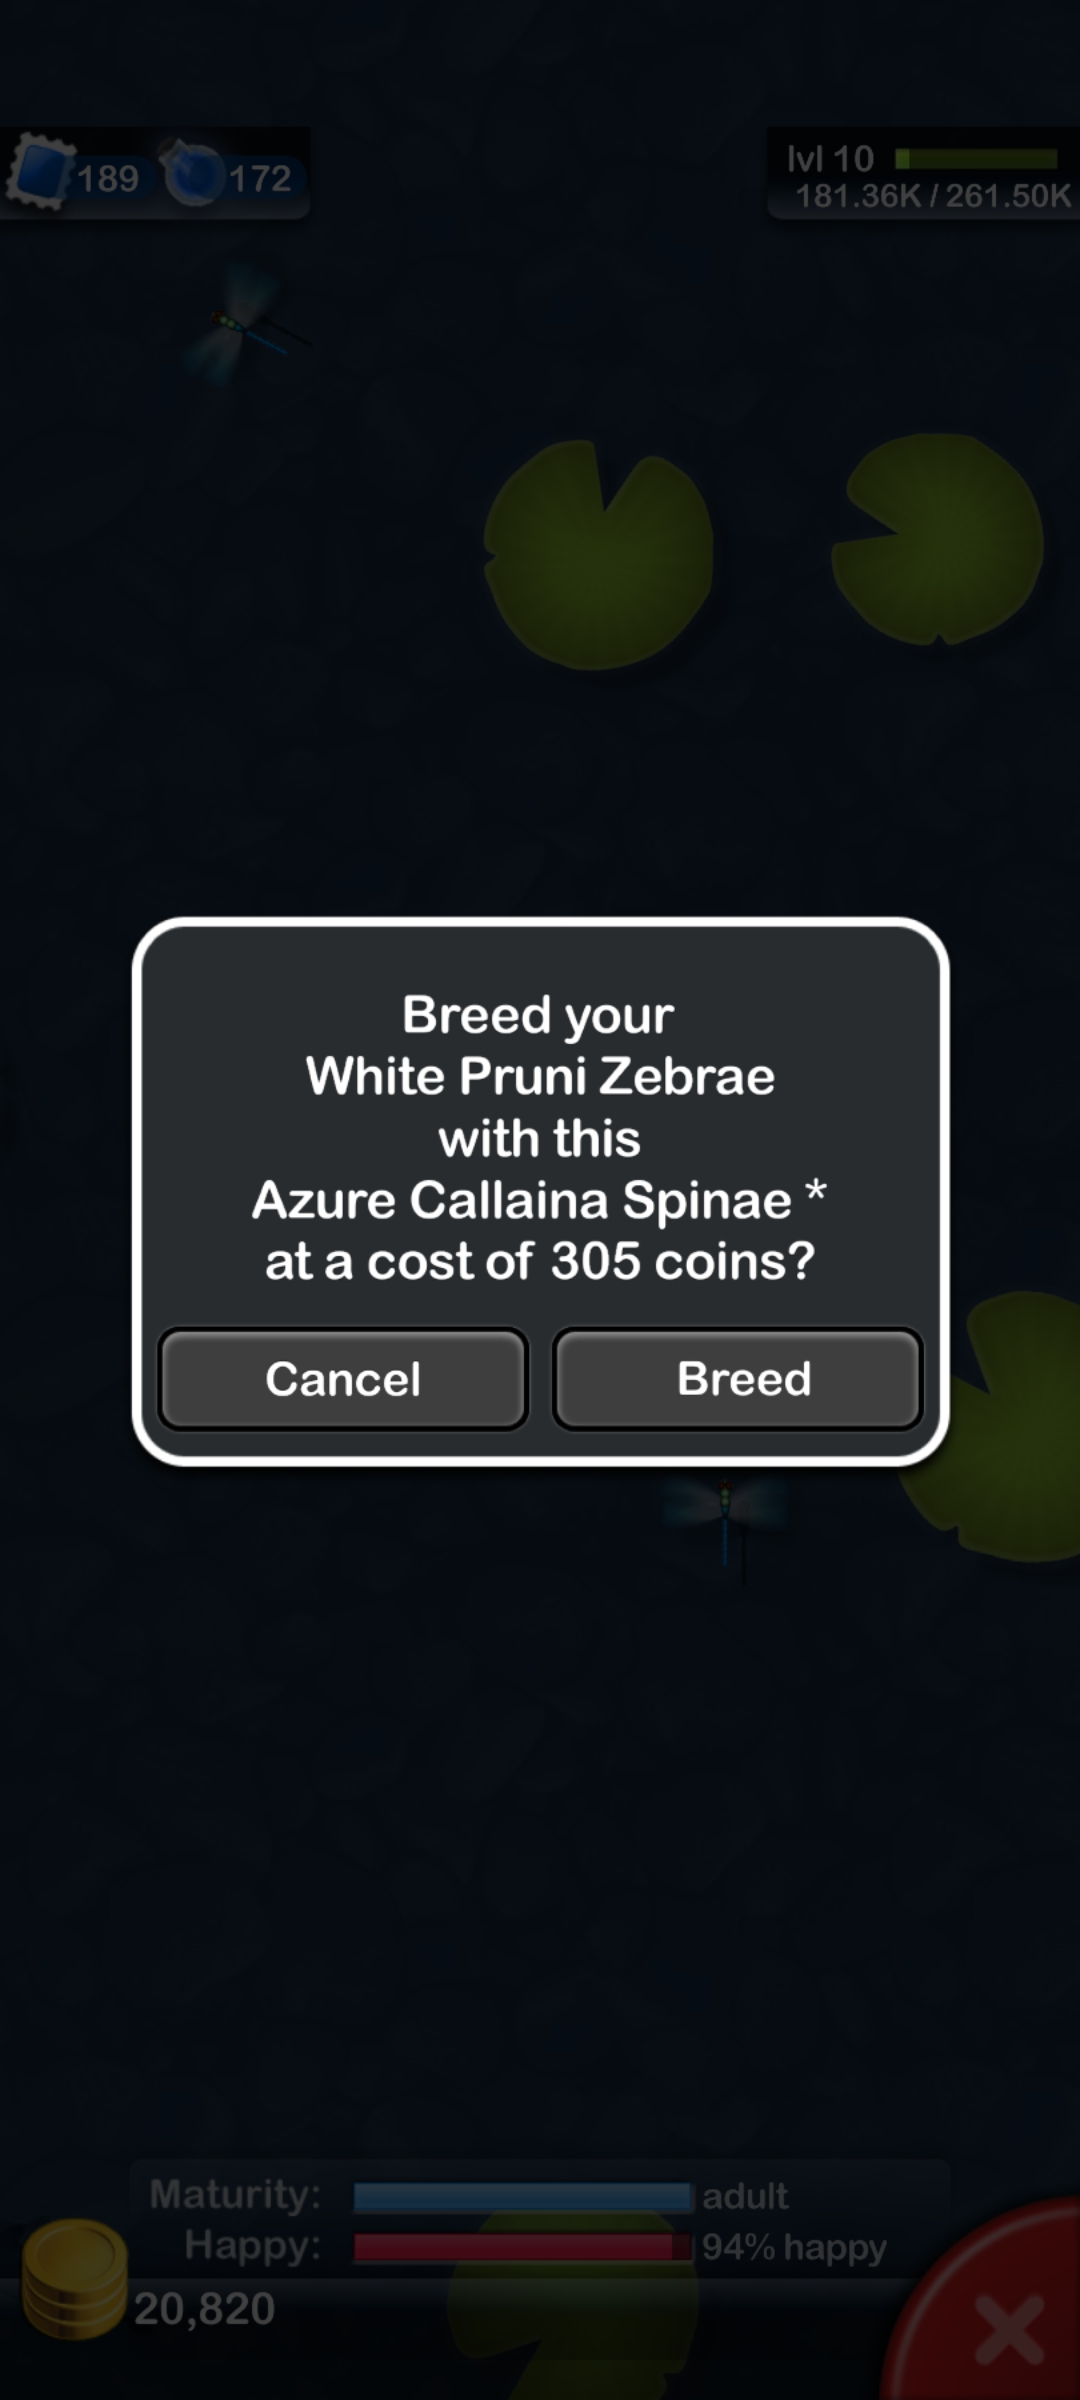 189 172
lvl 10
181.36K / 261.50K
Breed your
White Pruni Zebrae
with this
Azure Callaina Spinae *
at a cost of 305 coins?
Cancel Breed
Maturity: adult
Happy: 94% happy
20,820